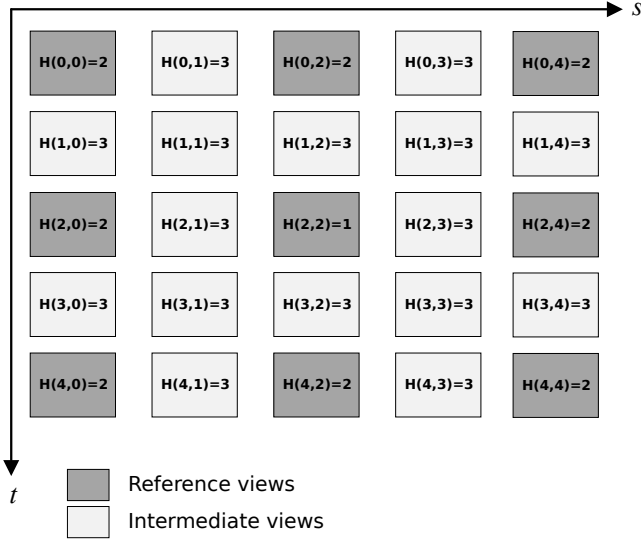 s
H(0,0)=2 H(0,1)=3 H(0,2)=2 H(0,3)=3 H(0,4)=2
H(1,0)=3 H(1,1)=3 H(1,2)=3 H(1,3)=3 H(1,4)=3
H(2,0)=2 H(2,1)=3 H(2,2)=1 H(2,3)=3 H(2,4)=2
H(3,0)=3 H(3,1)=3 H(3,2)=3 H(3,3)=3 H(3,4)=3
H(4,0)=2 H(4,1)=3 H(4,2)=2 H(4,3)=3 H(4,4)=2
t
Reference views
Intermediate views